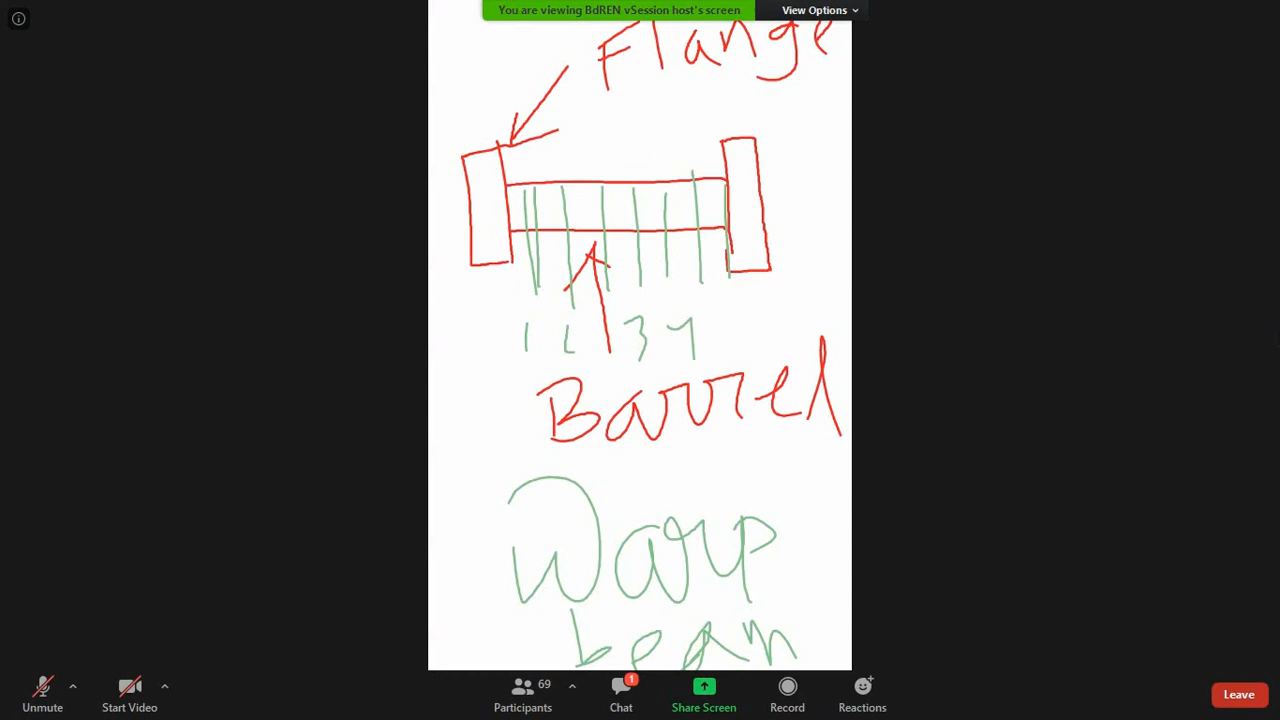 You are viewing BdREN vSession host's screen View Options
Flange
1 2 3 4
Barrel
Warp
beam
Unmute Start Video 69 Participants 1 Chat Share Screen Record Reactions Leave